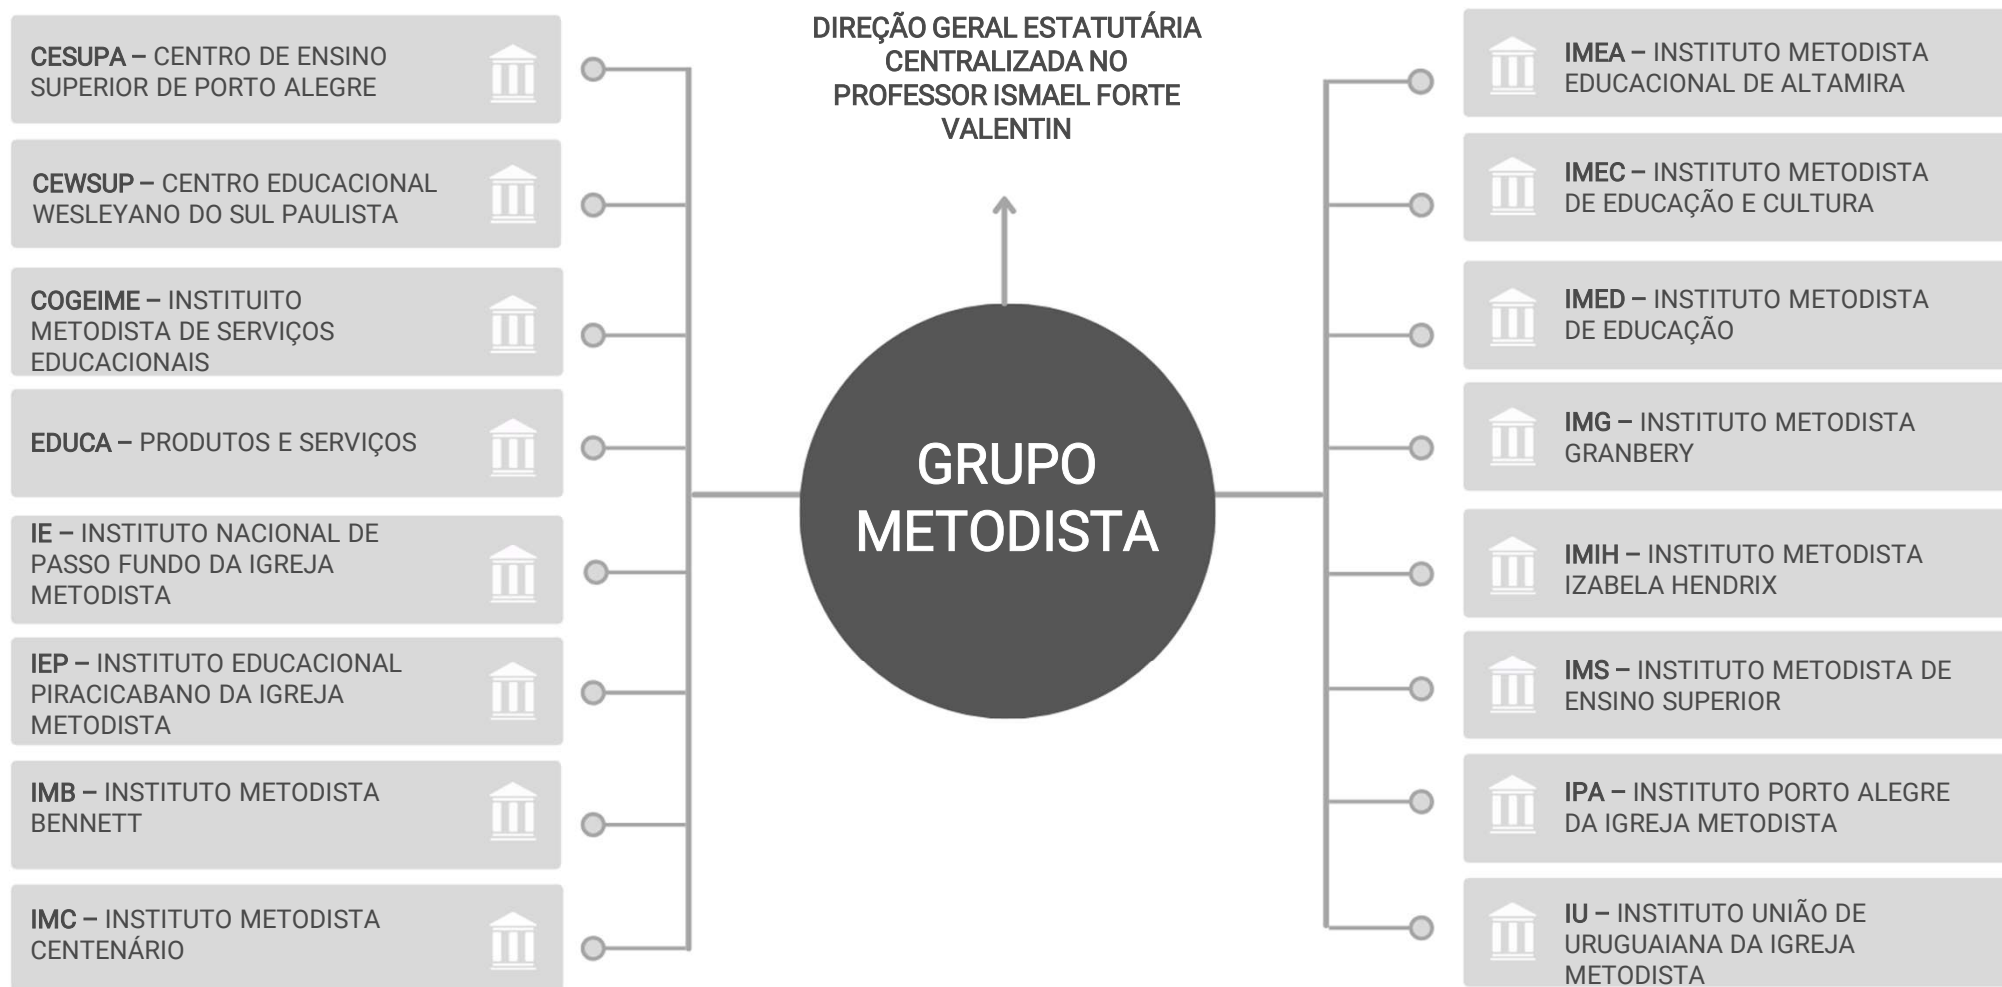 CESUPA – CENTRO DE ENSINO
SUPERIOR DE PORTO ALEGRE
CEWSUP – CENTRO EDUCACIONAL
WESLEYANO DO SUL PAULISTA
COGEIME – INSTITUITO
METODISTA DE SERVIÇOS
EDUCACIONAIS
EDUCA – PRODUTOS E SERVIÇOS
IE – INSTITUTO NACIONAL DE
PASSO FUNDO DA IGREJA
METODISTA
IEP – INSTITUTO EDUCACIONAL
PIRACICABANO DA IGREJA
METODISTA
IMB – INSTITUTO METODISTA
BENNETT
IMC – INSTITUTO METODISTA
CENTENÁRIO
DIREÇÃO GERAL ESTATUTÁRIA
CENTRALIZADA NO
PROFESSOR ISMAEL FORTE
VALENTIN
GRUPO
METODISTA
IMEA – INSTITUTO METODISTA
EDUCACIONAL DE ALTAMIRA
IMEC – INSTITUTO METODISTA
DE EDUCAÇÃO E CULTURA
IMED – INSTITUTO METODISTA
DE EDUCAÇÃO
IMG – INSTITUTO METODISTA
GRANBERY
IMIH – INSTITUTO METODISTA
IZABELA HENDRIX
IMS – INSTITUTO METODISTA DE
ENSINO SUPERIOR
IPA – INSTITUTO PORTO ALEGRE
DA IGREJA METODISTA
IU – INSTITUTO UNIÃO DE
URUGUAIANA DA IGREJA
METODISTA